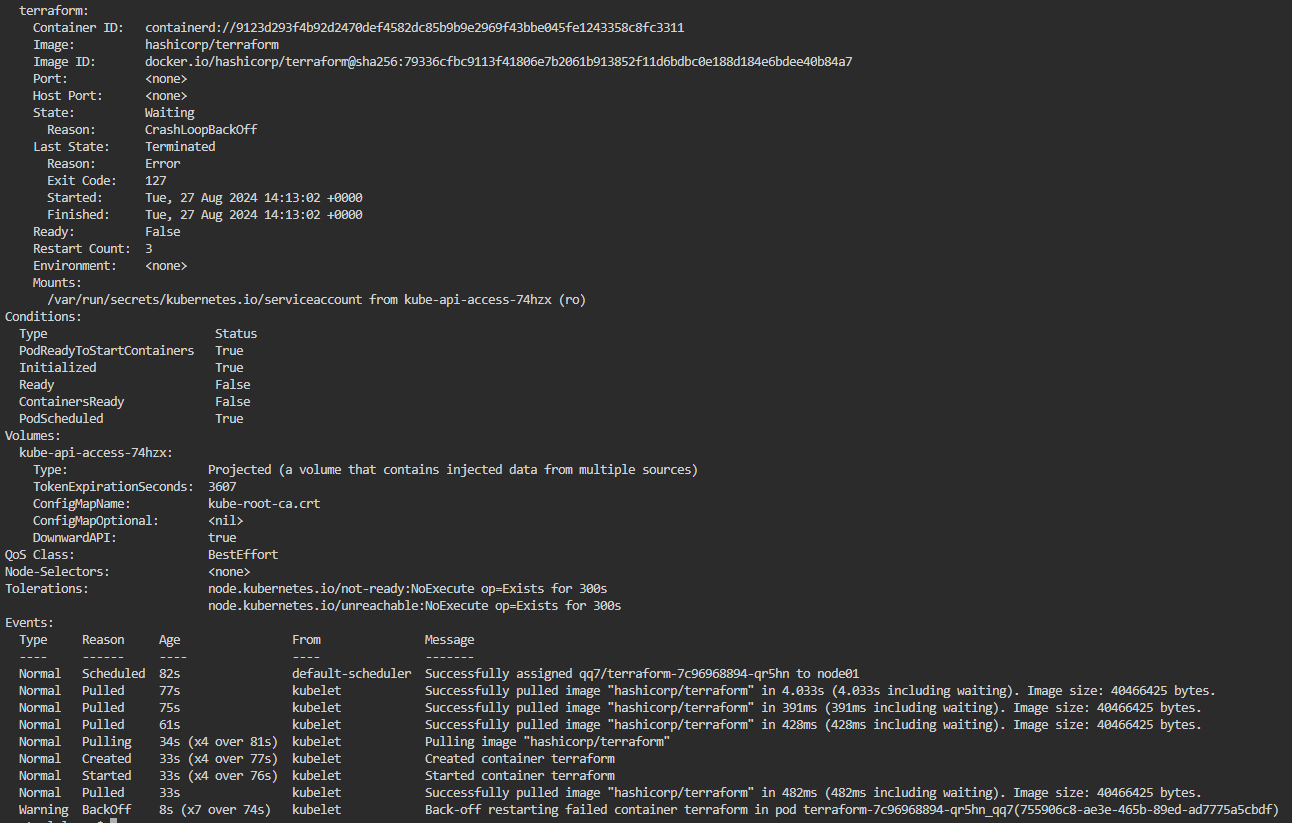 terraform:
Container ID: containerd://9123d293f4b92d2470def4582dc85b9b9e2969f43bbe045fe1243358c8fc3311
Image: hashicorp/terraform
Image ID: docker.io/hashicorp/terraform@sha256:79336cfbc9113f41806e7b2061b913852f11d6bdbc0e188d184e6bdee40b84a7
Port: <none>
Host Port: <none>
State: Waiting
Reason: CrashLoopBackOff
Last State: Terminated
Reason: Error
Exit Code: 127
Started: Tue, 27 Aug 2024 14:13:02 +0000
Finished: Tue, 27 Aug 2024 14:13:02 +0000
Ready: False
Restart Count: 3
Environment: <none>
Mounts:
/var/run/secrets/kubernetes.io/serviceaccount from kube-api-access-74hzx (ro)
Conditions:
Type Status
PodReadyToStartContainers True
Initialized True
Ready False
ContainersReady False
PodScheduled True
Volumes:
kube-api-access-74hzx:
Type: Projected (a volume that contains injected data from multiple sources)
TokenExpirationSeconds: 3607
ConfigMapName: kube-root-ca.crt
ConfigMapOptional: <nil>
DownwardAPI: true
QoS Class: BestEffort
Node-Selectors: <none>
Tolerations: node.kubernetes.io/not-ready:NoExecute op=Exists for 300s
node.kubernetes.io/unreachable:NoExecute op=Exists for 300s
Events:
Type Reason Age From Message
---- ------ ---- ---- -------
Normal Scheduled 82s default-scheduler Successfully assigned qq7/terraform-7c96968894-qr5hn to node01
Normal Pulled 77s kubelet Successfully pulled image "hashicorp/terraform" in 4.033s (4.033s including waiting). Image size: 40466425 bytes.
Normal Pulled 75s kubelet Successfully pulled image "hashicorp/terraform" in 391ms (391ms including waiting). Image size: 40466425 bytes.
Normal Pulled 61s kubelet Successfully pulled image "hashicorp/terraform" in 428ms (428ms including waiting). Image size: 40466425 bytes.
Normal Pulling 34s (x4 over 81s) kubelet Pulling image "hashicorp/terraform"
Normal Created 33s (x4 over 77s) kubelet Created container terraform
Normal Started 33s (x4 over 76s) kubelet Started container terraform
Normal Pulled 33s kubelet Successfully pulled image "hashicorp/terraform" in 482ms (482ms including waiting). Image size: 40466425 bytes.
Warning BackOff 8s (x7 over 74s) kubelet Back-off restarting failed container terraform in pod terraform-7c96968894-qr5hn_qq7(755906c8-ae3e-465b-89ed-ad7775a5cbdf)